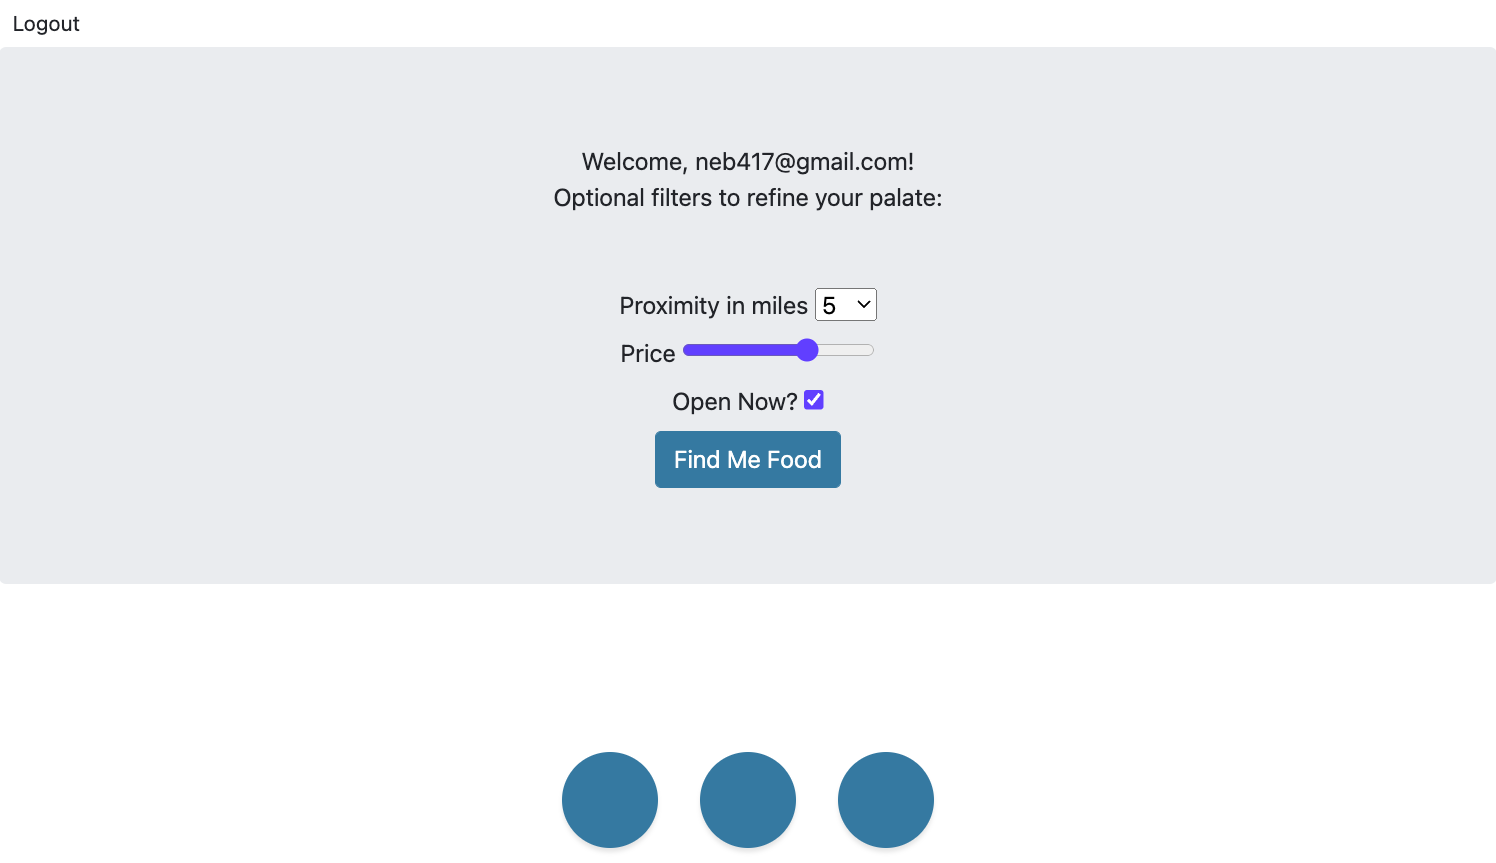 Logout
Welcome, neb417@gmail.com!
Optional filters to refine your palate:
Proximity in miles 5
Price
Open Now?
Find Me Food